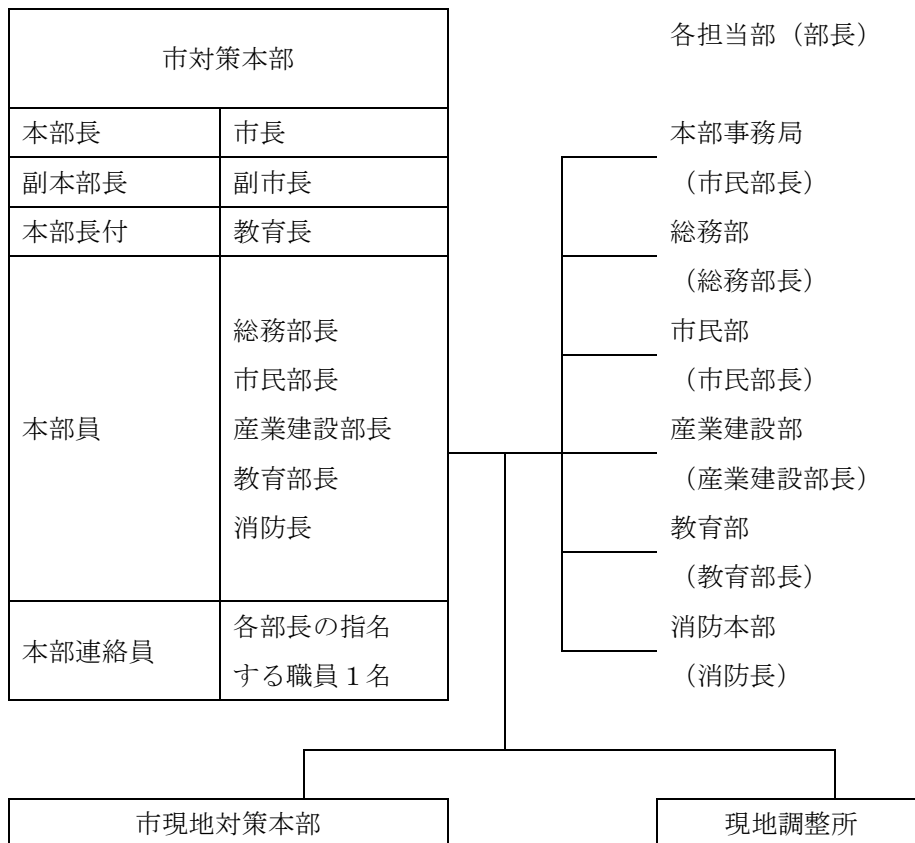 市対策本部
本部長 市長
副本部長 副市長
本部長付 教育長
本部員
総務部長
市民部長
産業建設部長
教育部長
消防長
本部連絡員
各部長の指名
する職員1名
各担当部（部長）
本部事務局
（市民部長）
総務部
（総務部長）
市民部
（市民部長）
産業建設部
（産業建設部長）
教育部
（教育部長）
消防本部
（消防長）
市現地対策本部
現地調整所